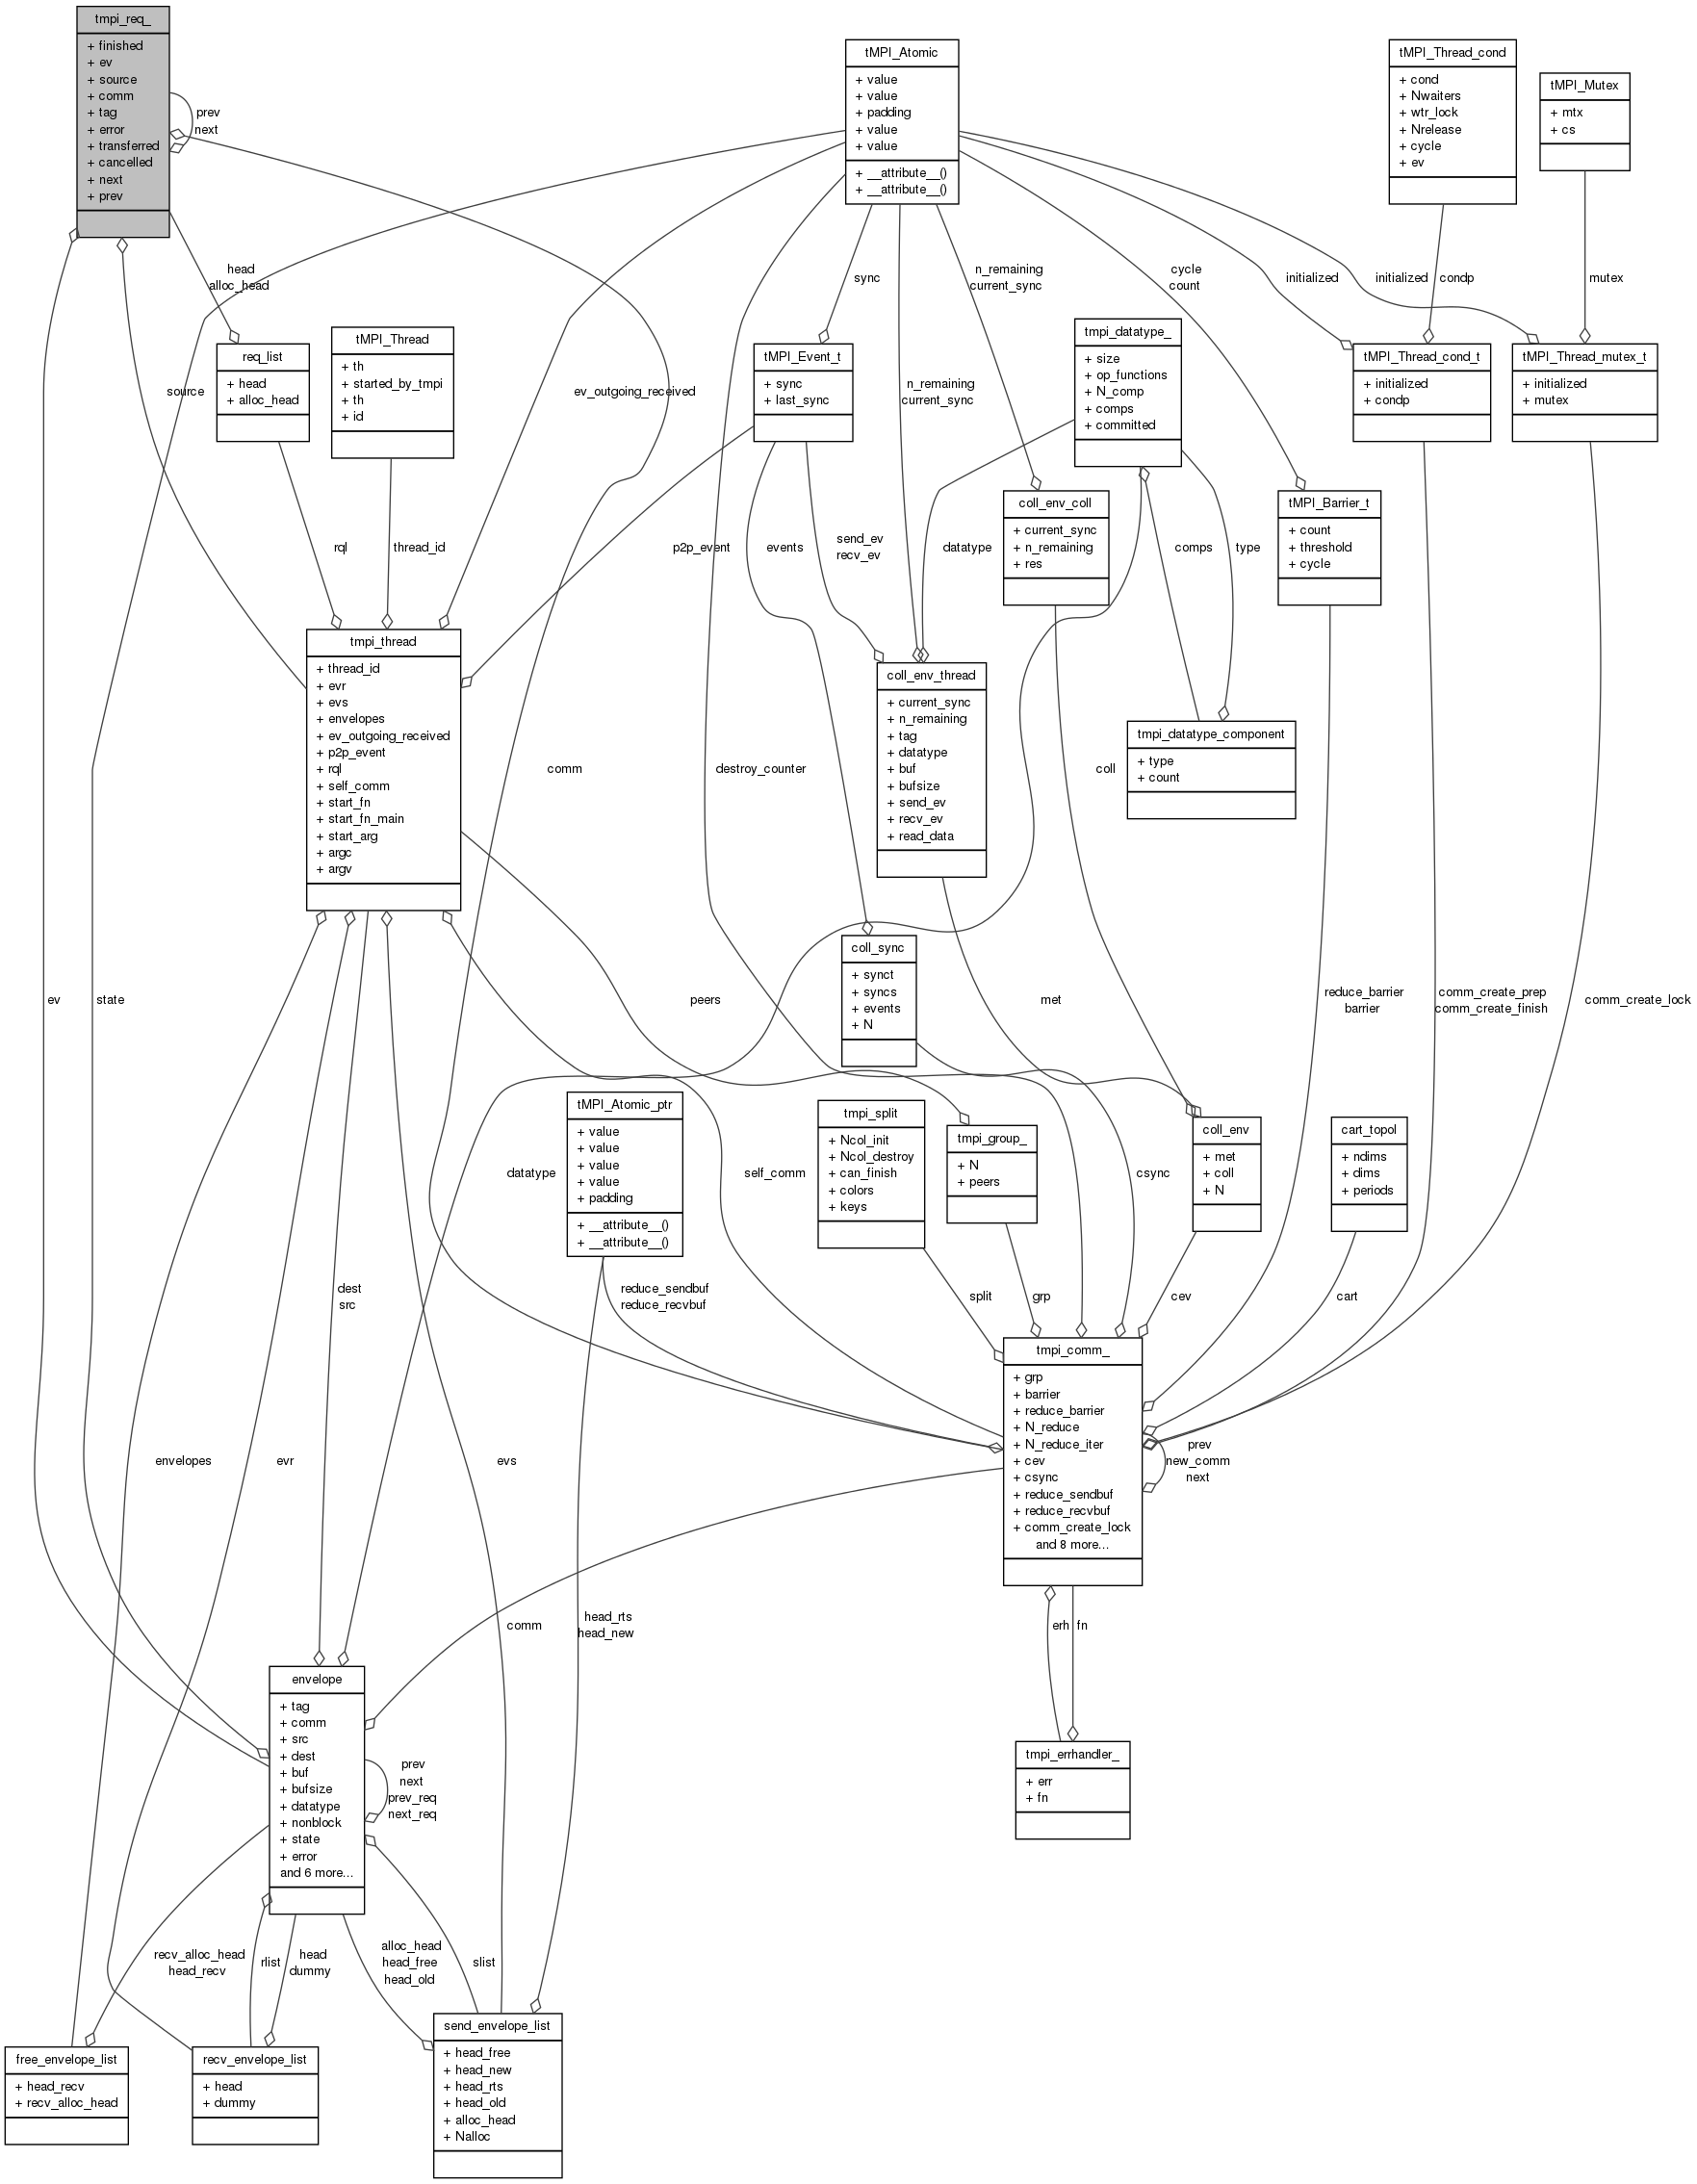 tmpi_req_
+ finished
+ ev
+ source
+ comm
+ tag
+ error
+ transferred
+ cancelled
+ next
+ prev
prev
next
tMPI_Atomic
+ value
+ value
+ padding
+ value
+ value
+ __attribute__()
+ __attribute__()
tMPI_Thread_cond
+ cond
+ Nwaiters
+ wtr_lock
+ Nrelease
+ cycle
+ ev
tMPI_Mutex
+ mtx
+ cs
head
alloc_head
sync
n_remaining
current_sync
cycle
count
initialized
initialized
condp
mutex
req_list
+ head
+ alloc_head
tMPI_Thread
+ th
+ started_by_tmpi
+ th
+ id
tMPI_Event_t
+ sync
+ last_sync
tmpi_datatype_
+ size
+ op_functions
+ N_comp
+ comps
+ committed
tMPI_Thread_cond_t
+ initialized
+ condp
tMPI_Thread_mutex_t
+ initialized
+ mutex
source
ev_outgoing_received
n_remaining
current_sync
coll_env_coll
+ current_sync
+ n_remaining
+ res
tMPI_Barrier_t
+ count
+ threshold
+ cycle
rql
thread_id
p2p_event
events
send_ev
recv_ev
datatype
comps
type
tmpi_thread
+ thread_id
+ evr
+ evs
+ envelopes
+ ev_outgoing_received
+ p2p_event
+ rql
+ self_comm
+ start_fn
+ start_fn_main
+ start_arg
+ argc
+ argv
coll_env_thread
+ current_sync
+ n_remaining
+ tag
+ datatype
+ buf
+ bufsize
+ send_ev
+ recv_ev
+ read_data
tmpi_datatype_component
+ type
+ count
comm
destroy_counter
coll
coll_sync
+ synct
+ syncs
+ events
+ N
ev
state
peers
met
reduce_barrier
barrier
comm_create_prep
comm_create_finish
comm_create_lock
tMPI_Atomic_ptr
+ value
+ value
+ value
+ value
+ padding
+ __attribute__()
+ __attribute__()
tmpi_split
+ Ncol_init
+ Ncol_destroy
+ can_finish
+ colors
+ keys
tmpi_group_
+ N
+ peers
coll_env
+ met
+ coll
+ N
cart_topol
+ ndims
+ dims
+ periods
datatype
self_comm
csync
dest
src
reduce_sendbuf
reduce_recvbuf
split
grp
cev
cart
tmpi_comm_
+ grp
+ barrier
+ reduce_barrier
+ N_reduce
+ N_reduce_iter
+ cev
+ csync
+ reduce_sendbuf
+ reduce_recvbuf
+ comm_create_lock
and 8 more...
prev
new_comm
next
envelopes
evr
evs
comm
head_rts
head_new
erh
fn
envelope
+ tag
+ comm
+ src
+ dest
+ buf
+ bufsize
+ datatype
+ nonblock
+ state
+ error
and 6 more...
prev
next
prev_req
next_req
tmpi_errhandler_
+ err
+ fn
recv_alloc_head
head_recv
rlist
head
dummy
alloc_head
head_free
head_old
slist
free_envelope_list
+ head_recv
+ recv_alloc_head
recv_envelope_list
+ head
+ dummy
send_envelope_list
+ head_free
+ head_new
+ head_rts
+ head_old
+ alloc_head
+ Nalloc